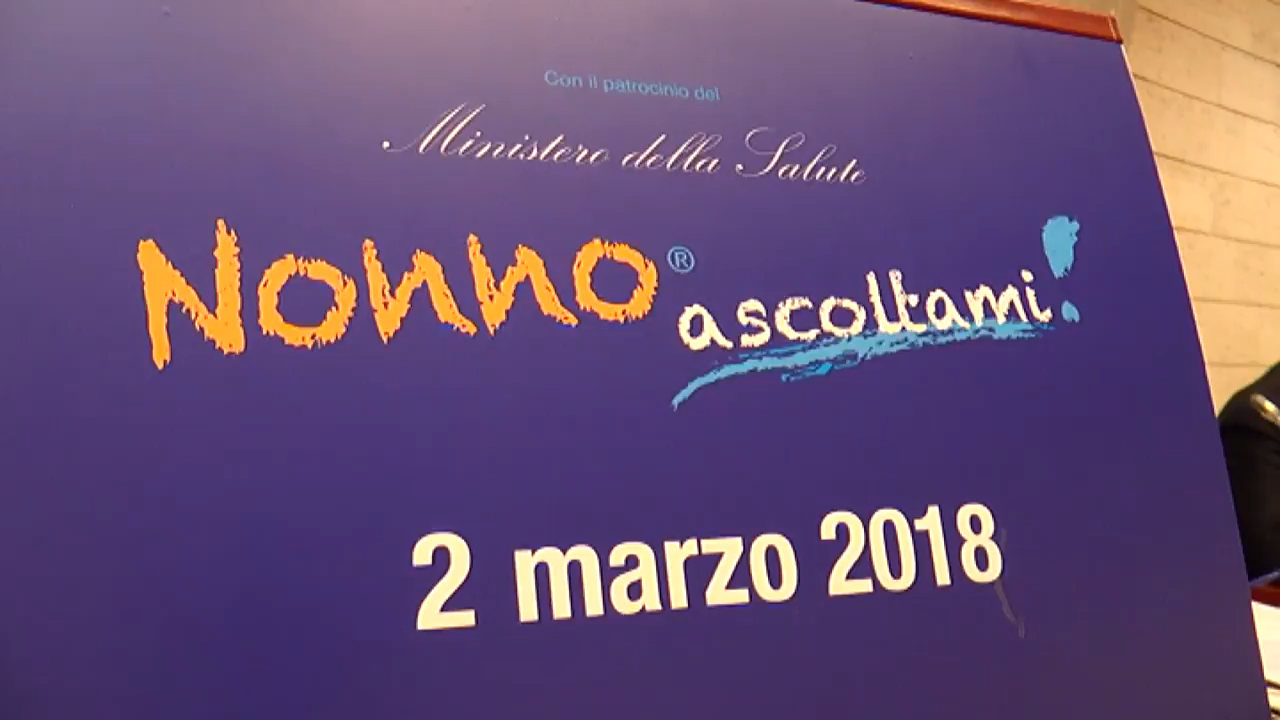 Con il patrocinio del
Ministero della Salute
Nonno® ascoltami!
2 marzo 2018